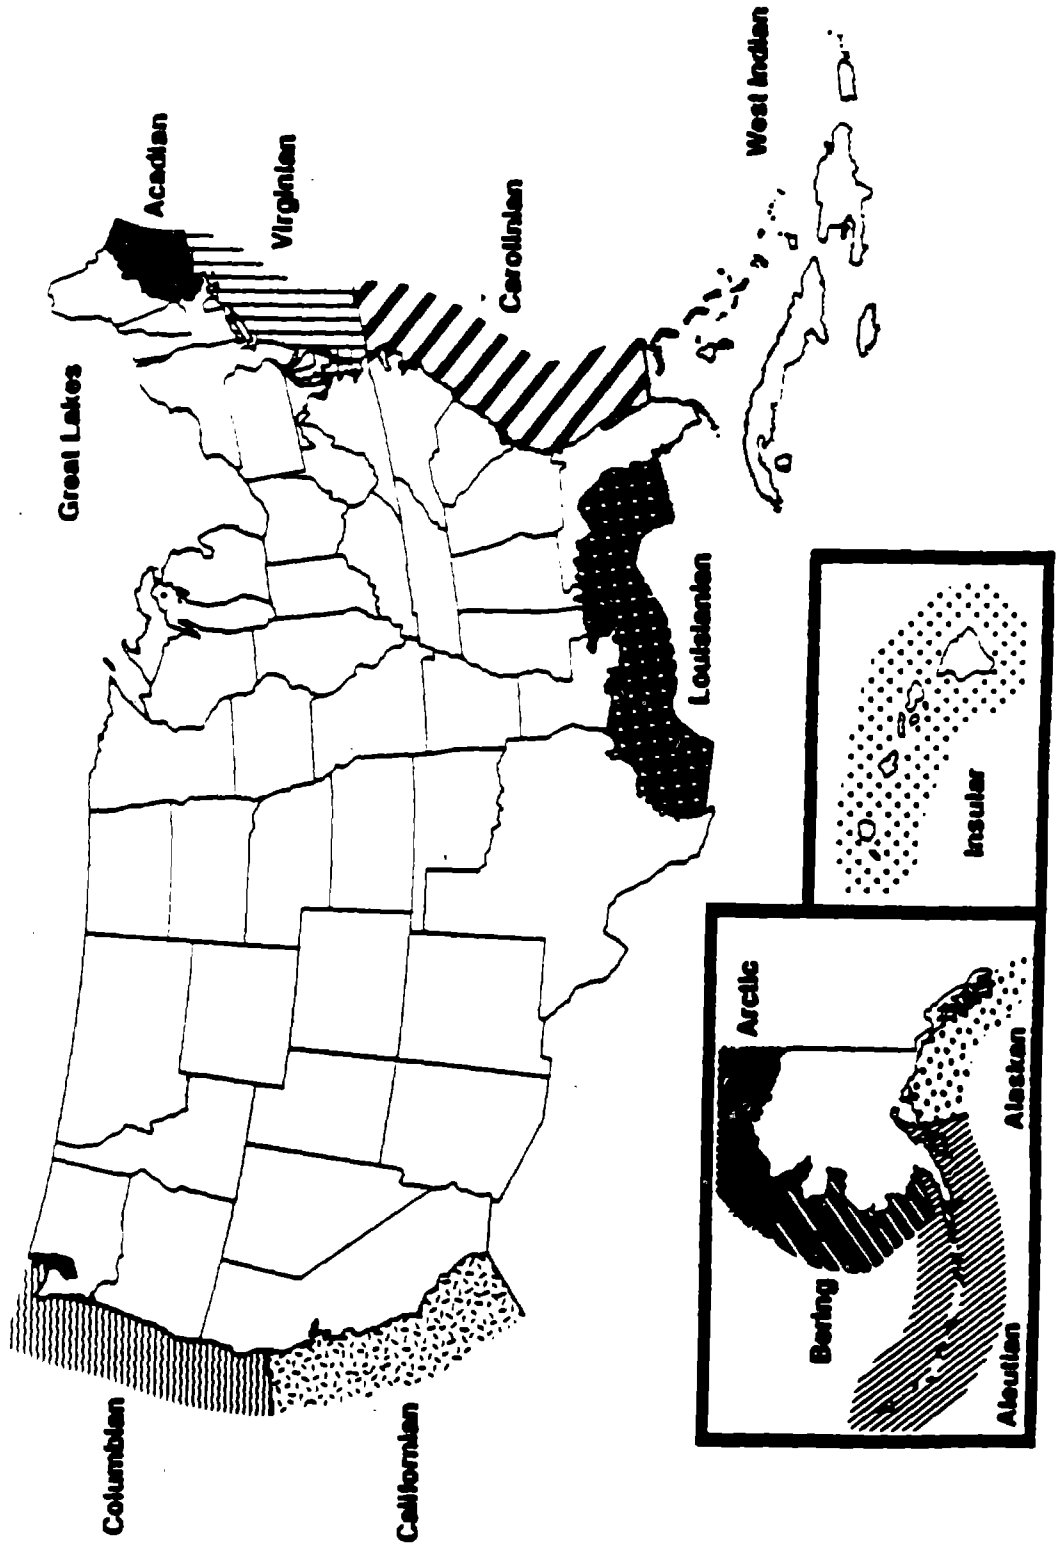 Columbian
Californian
Great Lakes
Acadian
Virginian
Carolinian
Louisianian
West Indian
Arctic
Bering
Aleutian
Alaskan
Insular